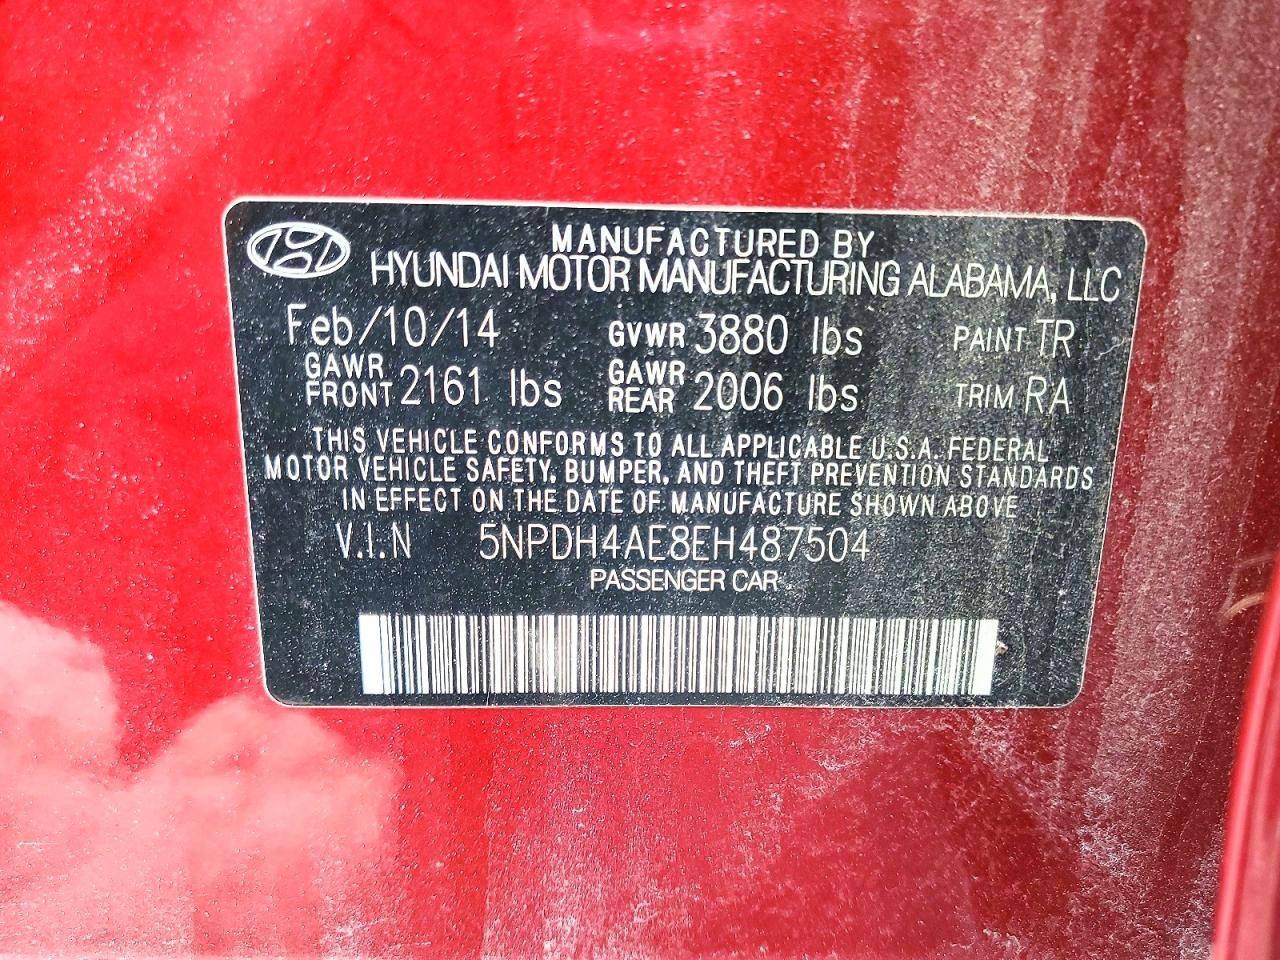 MANUFACTURED BY
HYUNDAI MOTOR MANUFACTURING ALABAMA, LLC
Feb/10/14 GVWR 3880 lbs PAINT TR
GAWR FRONT 2161 lbs GAWR REAR 2006 lbs TRIM RA
THIS VEHICLE CONFORMS TO ALL APPLICABLE U.S.A. FEDERAL
MOTOR VEHICLE SAFETY, BUMPER, AND THEFT PREVENTION STANDARDS
IN EFFECT ON THE DATE OF MANUFACTURE SHOWN ABOVE
V.I.N 5NPDH4AE8EH487504
PASSENGER CAR